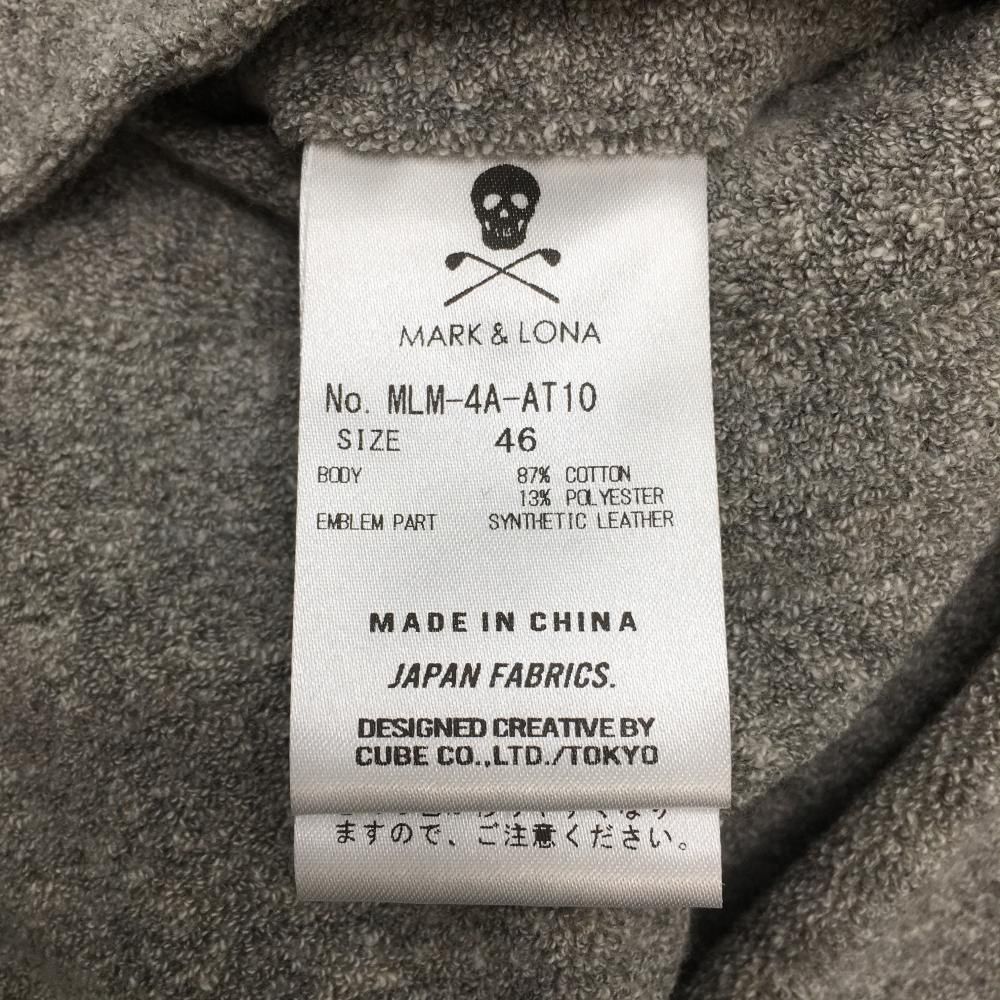 MARK & LONA
No. MLM-4A-AT10
SIZE 46
BODY 87% COTTON
13% POLYESTER
EMBLEM PART SYNTHETIC LEATHER
MADE IN CHINA
JAPAN FABRICS.
DESIGNED CREATIVE BY
CUBE CO.,LTD./TOKYO
ますので、ご注意ください。